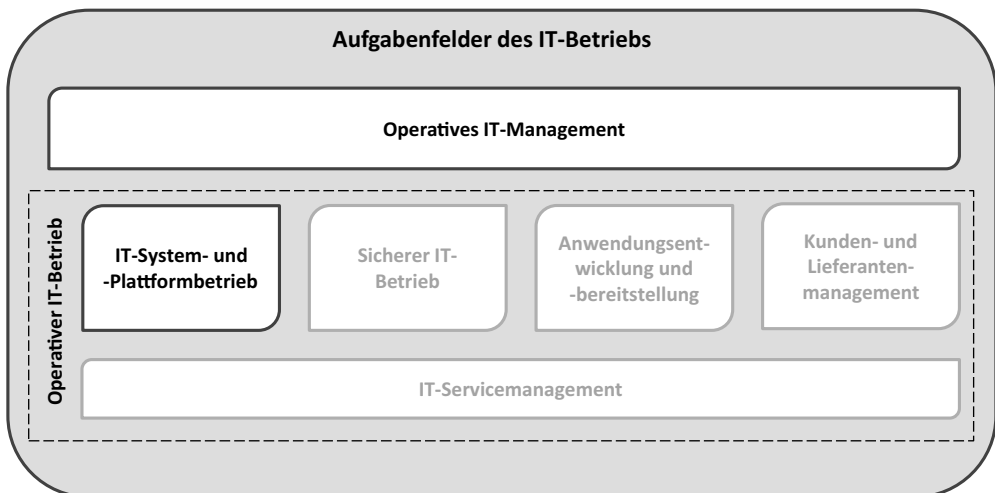 Aufgabenfelder des IT-Betriebs
Operatives IT-Management
Operativer IT-Betrieb
IT-System- und
-Plattformbetrieb
Sicherer IT-
Betrieb
Anwendungsent-
wicklung und
-bereitstellung
Kunden- und
Lieferanten-
management
IT-Servicemanagement